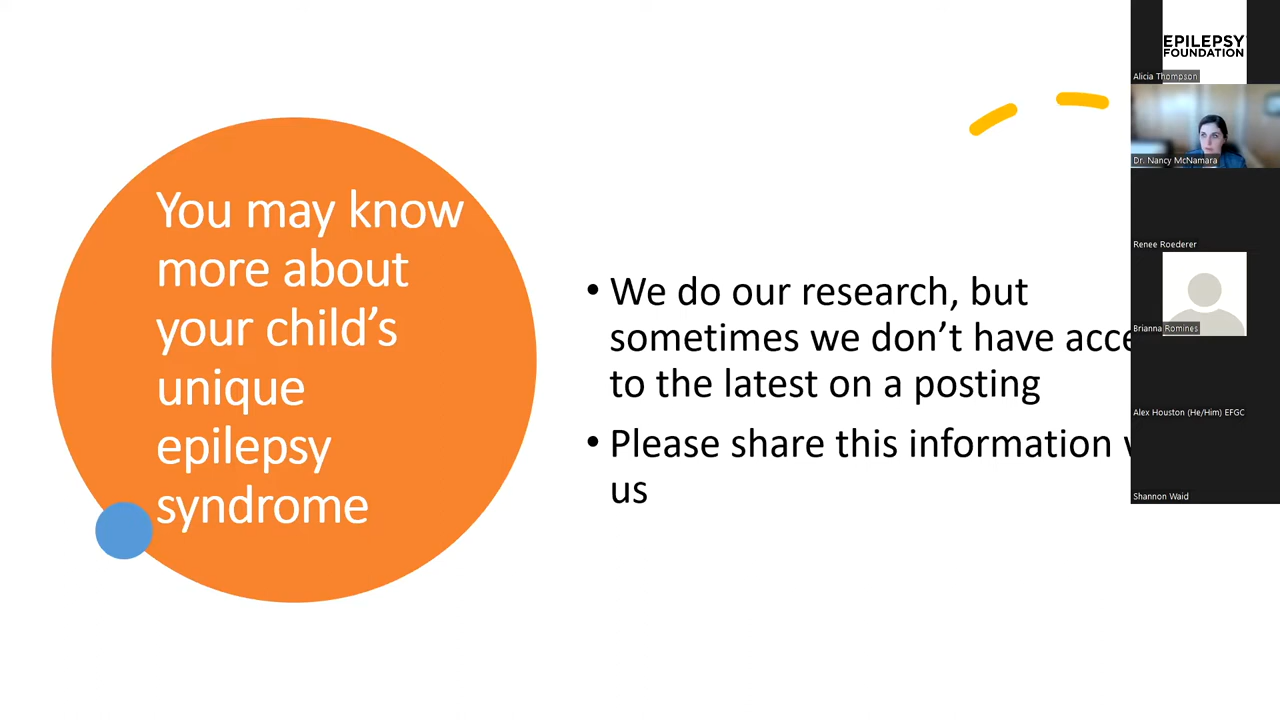 You may know
more about
your child’s
unique
epilepsy
syndrome
• We do our research, but
sometimes we don’t have
to the latest on a posting
• Please share this information
us
EPILEPSY
FOUNDATION
Alicia Thompson
Dr. Nancy McNamara
Renee Roederer
Brianna Romines
Alex Houston (He/Him) EFGC
Shannon Waid